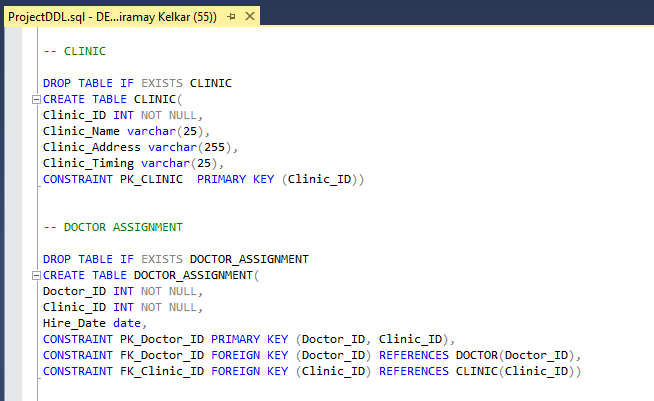 ProjectDDL.sql - DE...iramay Kelkar (55))
-- CLINIC
DROP TABLE IF EXISTS CLINIC
CREATE TABLE CLINIC(
Clinic_ID INT NOT NULL,
Clinic_Name varchar(25),
Clinic_Address varchar(255),
Clinic_Timing varchar(25),
CONSTRAINT PK_CLINIC  PRIMARY KEY (Clinic_ID))
-- DOCTOR ASSIGNMENT
DROP TABLE IF EXISTS DOCTOR_ASSIGNMENT
CREATE TABLE DOCTOR_ASSIGNMENT(
Doctor_ID INT NOT NULL,
Clinic_ID INT NOT NULL,
Hire_Date date,
CONSTRAINT PK_Doctor_ID PRIMARY KEY (Doctor_ID, Clinic_ID),
CONSTRAINT FK_Doctor_ID FOREIGN KEY (Doctor_ID) REFERENCES DOCTOR(Doctor_ID),
CONSTRAINT FK_Clinic_ID FOREIGN KEY (Clinic_ID) REFERENCES CLINIC(Clinic_ID))